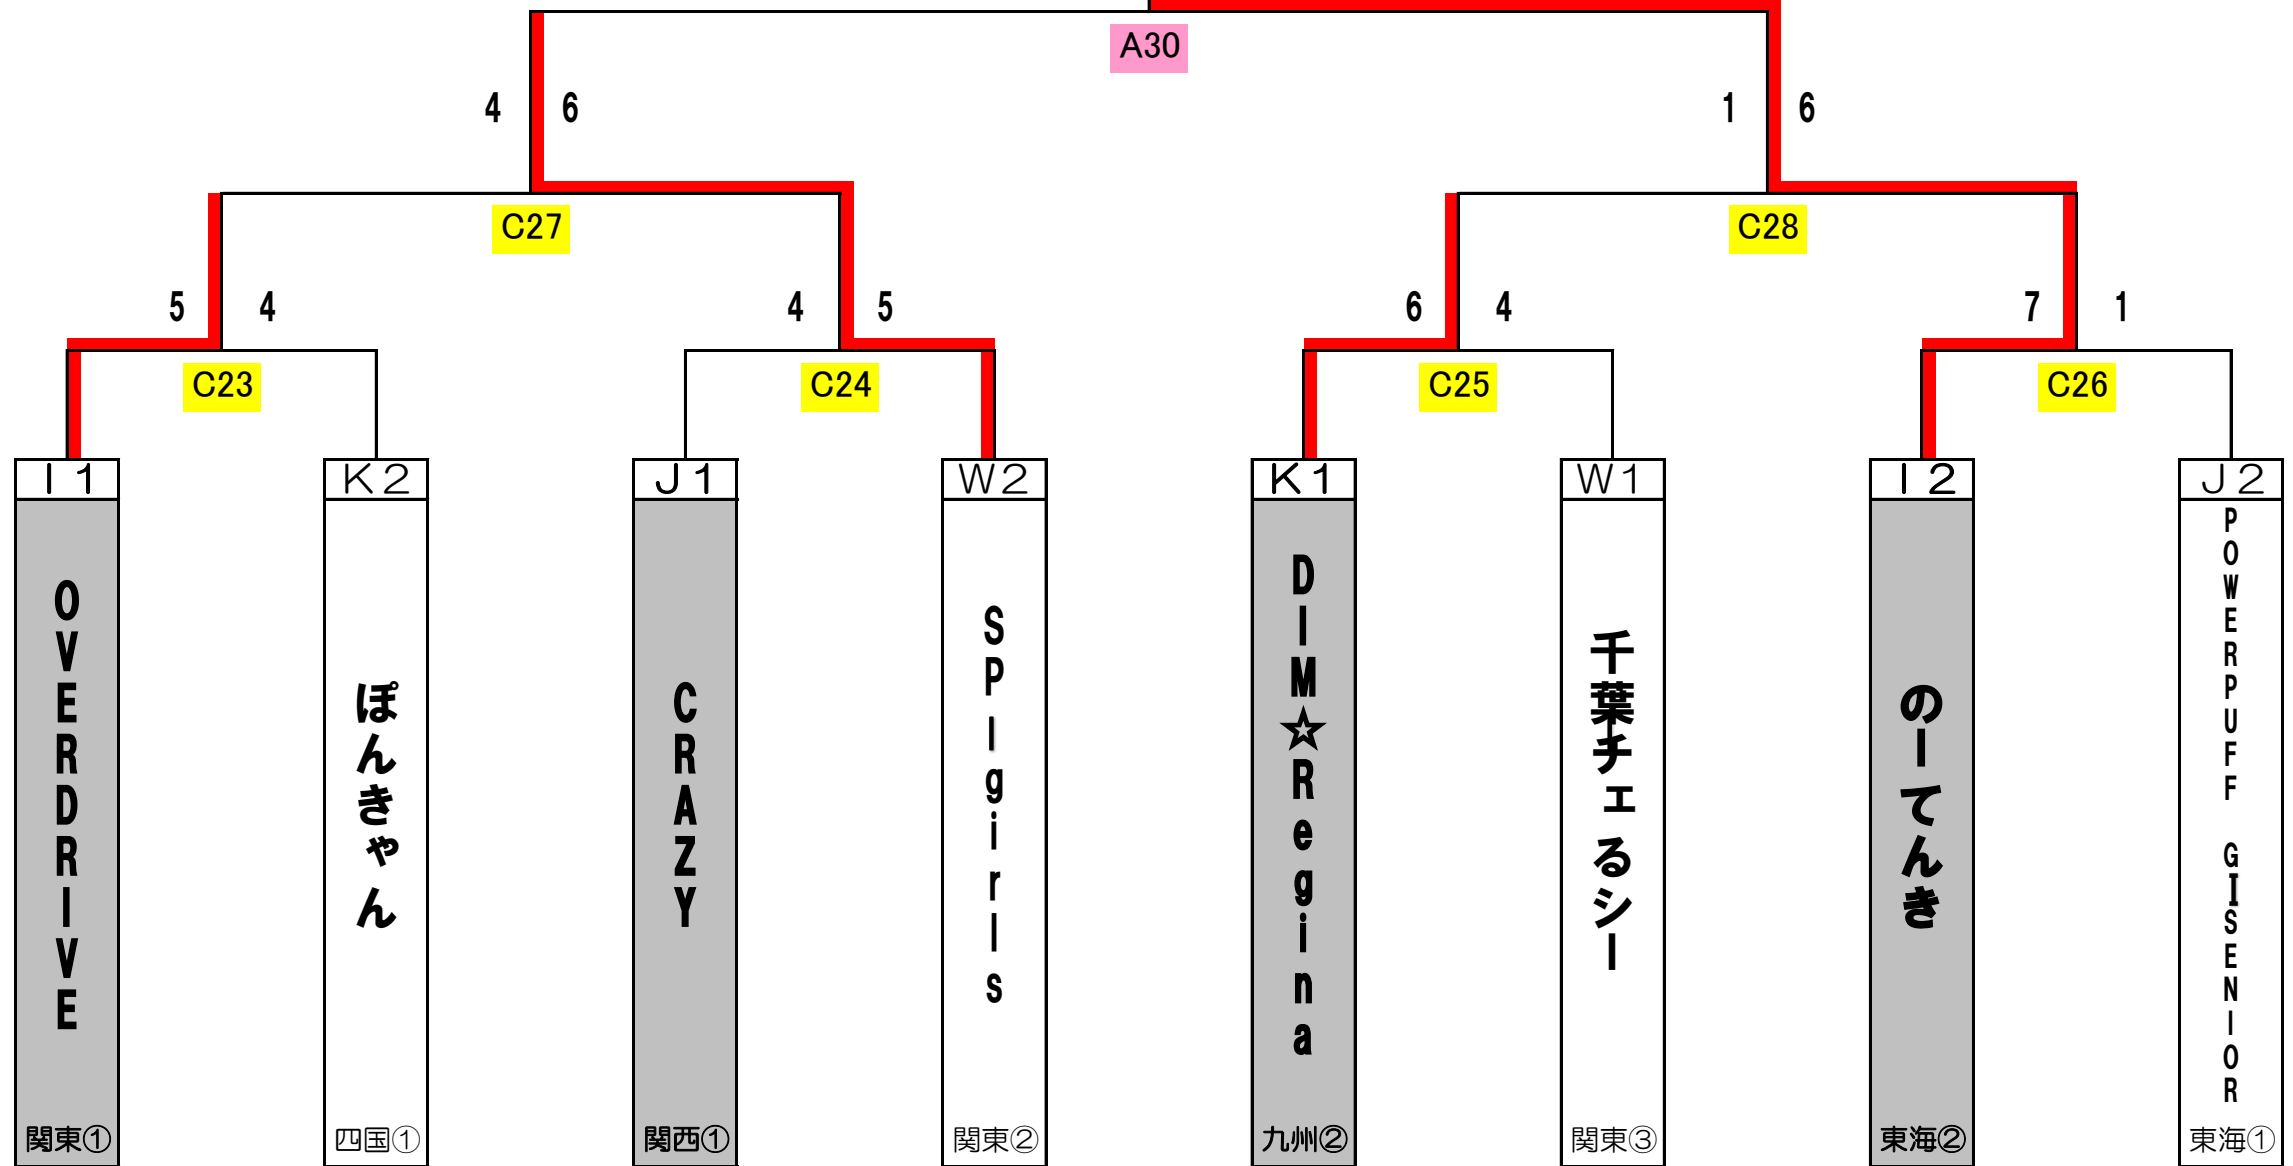 A30
4 6 1 6
C27 C28
5 4 4 5 6 4 7 1
C23 C24 C25 C26
I1 K2 J1 W2 K1 W1 I2 J2
OVERDRIVE
ぽんきゃん
CRAZY
SPIgirls
DIM☆Regina
千葉チェるシー
のーてんき
POWERPUFF GISENIOR
関東① 四国① 関西① 関東② 九州② 関東③ 東海② 東海①